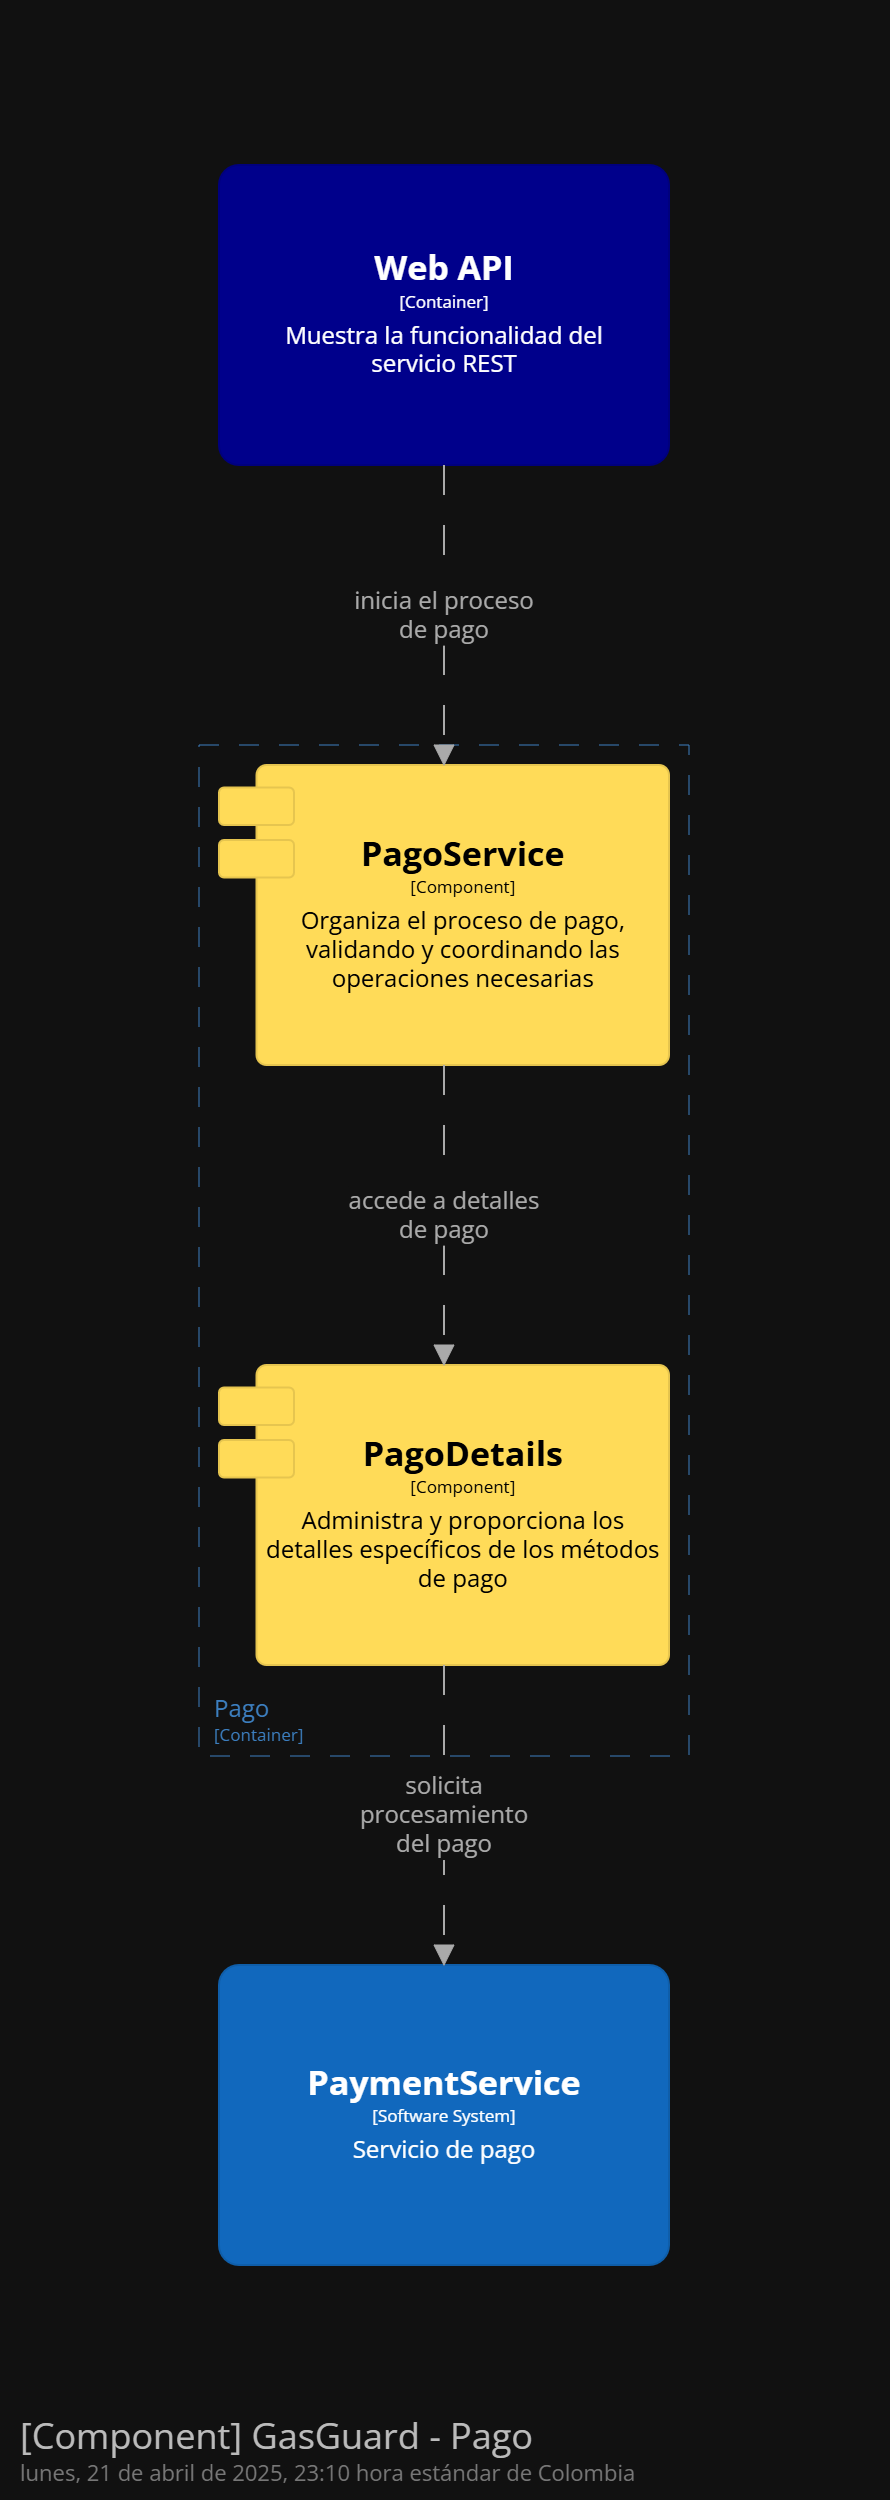 Web API
[Container]
Muestra la funcionalidad del
servicio REST
inicia el proceso
de pago
PagoService
[Component]
Organiza el proceso de pago,
validando y coordinando las
operaciones necesarias
accede a detalles
de pago
PagoDetails
[Component]
Administra y proporciona los
detalles específicos de los métodos
de pago
Pago
[Container]
solicita
procesamiento
del pago
PaymentService
[Software System]
Servicio de pago
[Component] GasGuard - Pago
lunes, 21 de abril de 2025, 23:10 hora estándar de Colombia